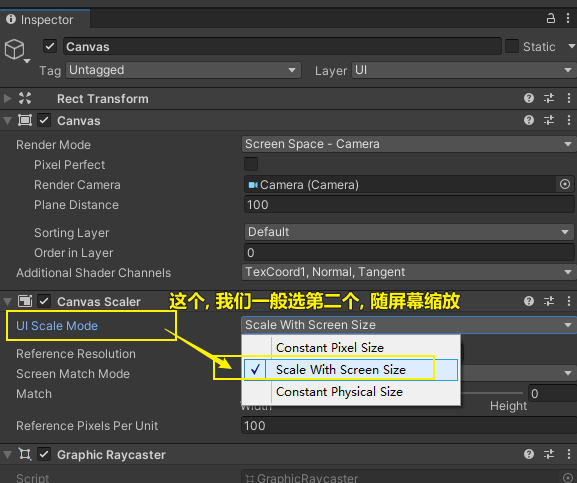 Inspector
Canvas Static
Tag Untagged Layer UI
Rect Transform
Canvas
Render Mode Screen Space - Camera
Pixel Perfect
Render Camera Camera (Camera)
Plane Distance 100
Sorting Layer Default
Order in Layer 0
Additional Shader Channels TexCoord1, Normal, Tangent
Canvas Scaler 这个, 我们一般选第二个, 随屏幕缩放
UI Scale Mode Scale With Screen Size
Constant Pixel Size
Reference Resolution
Screen Match Mode Scale With Screen Size
Match Constant Physical Size 0
Width Height
Reference Pixels Per Unit 100
Graphic Raycaster
Script GraphicRaycaster